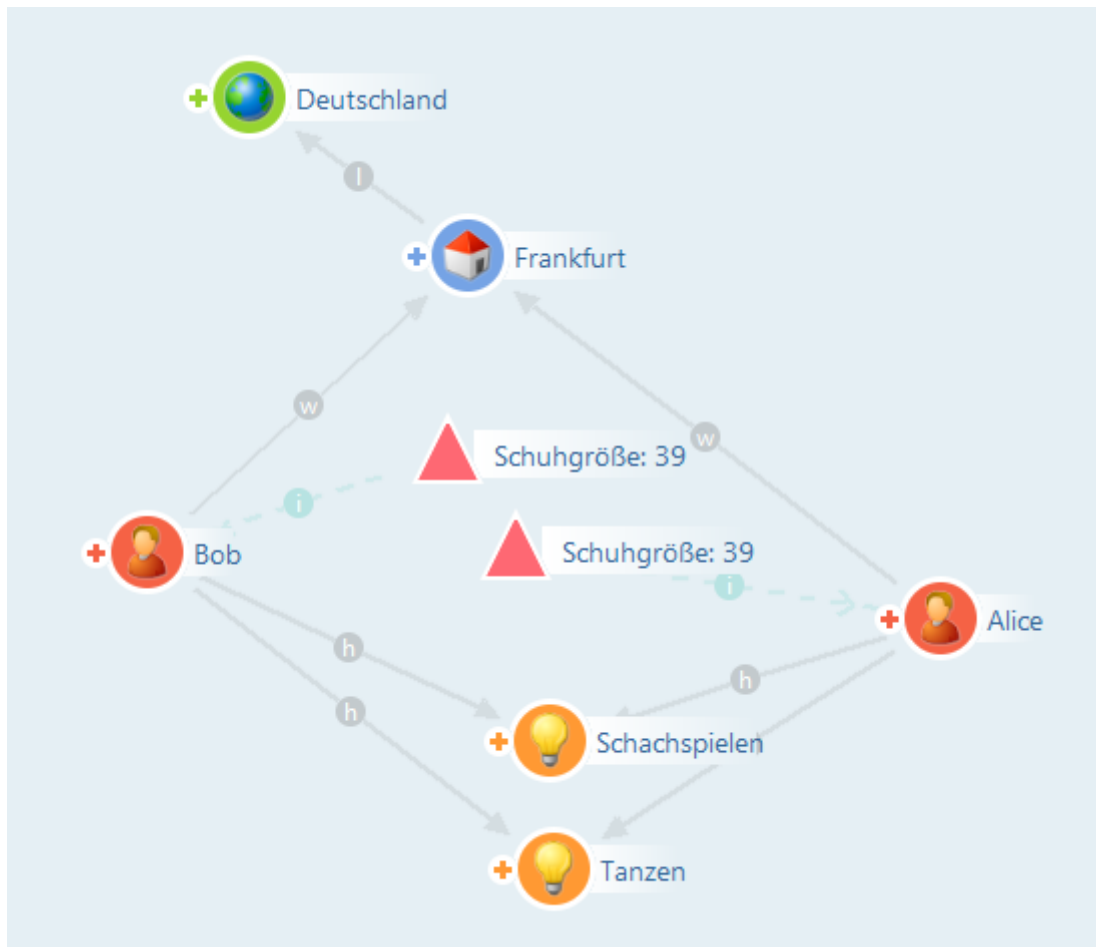 Deutschland
l
Frankfurt
w
w
Schuhgröße: 39
i
Bob
Schuhgröße: 39
i
Alice
h
h
h
Schachspielen
Tanzen